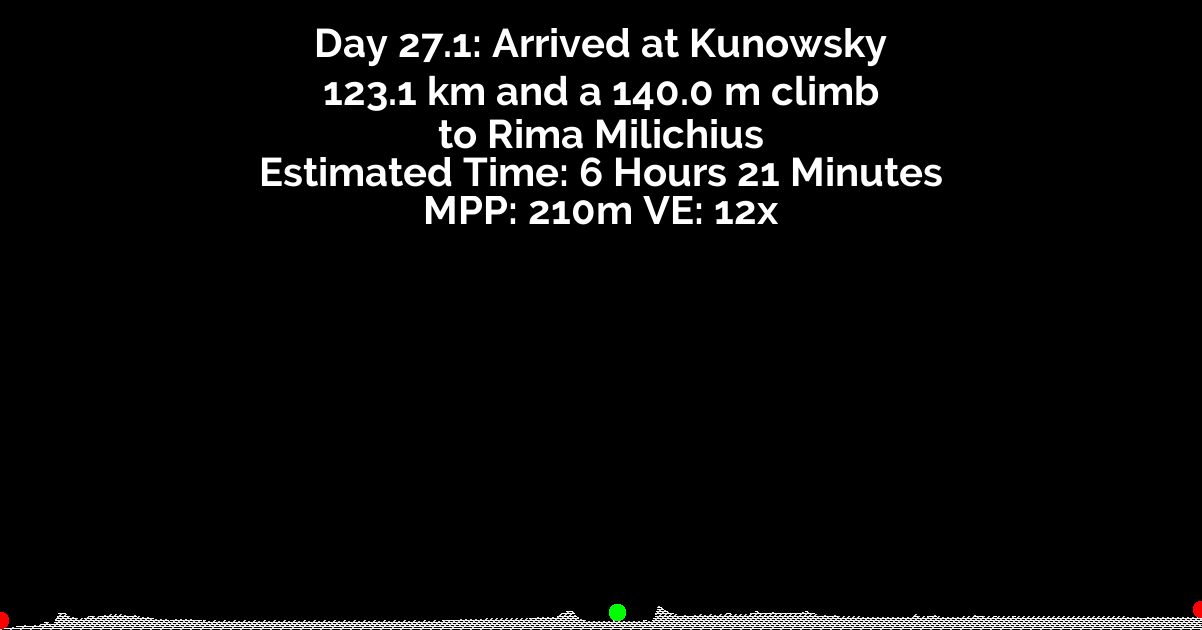 Day 27.1: Arrived at Kunowsky
123.1 km and a 140.0 m climb
to Rima Milichius
Estimated Time: 6 Hours 21 Minutes
MPP: 210m VE: 12x